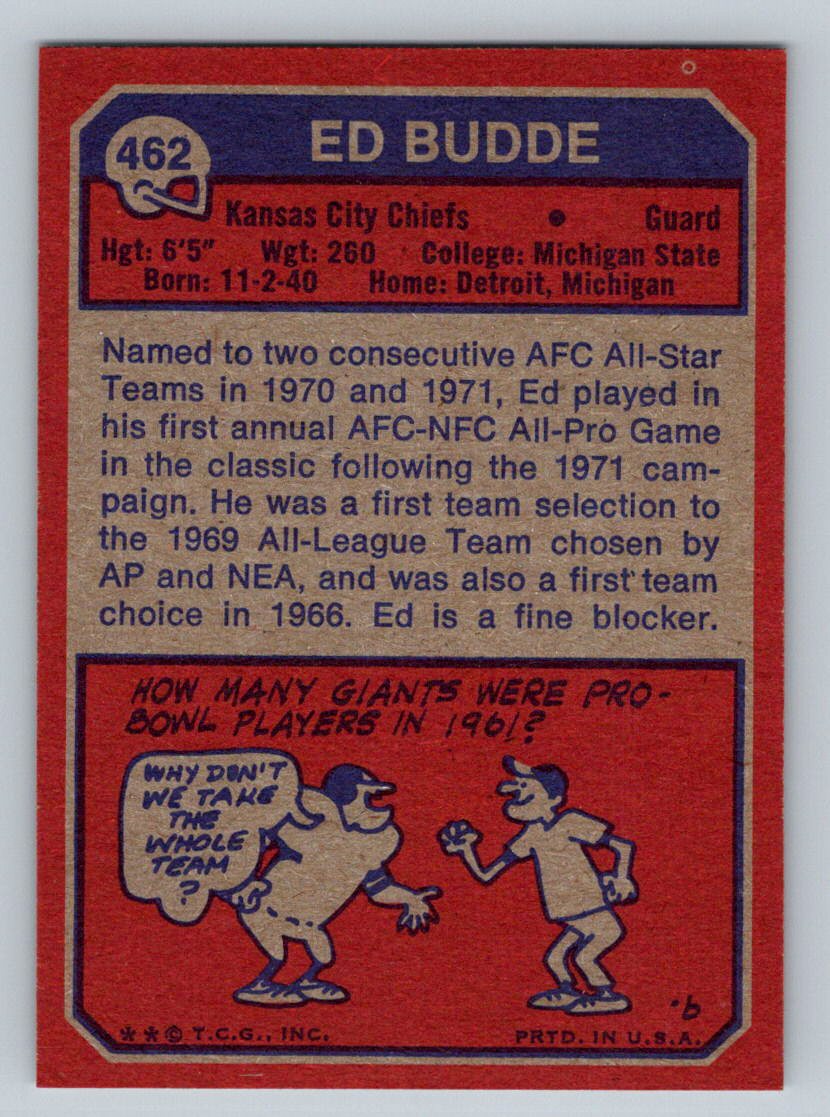 462
ED BUDDE
Kansas City Chiefs • Guard
Hgt: 6'5" Wgt: 260 College: Michigan State
Born: 11-2-40 Home: Detroit, Michigan
Named to two consecutive AFC All-Star
Teams in 1970 and 1971, Ed played in
his first annual AFC-NFC All-Pro Game
in the classic following the 1971 cam-
paign. He was a first team selection to
the 1969 All-League Team chosen by
AP and NEA, and was also a first team
choice in 1966. Ed is a fine blocker.
HOW MANY GIANTS WERE PRO-
BOWL PLAYERS IN 1961?
WHY DON'T
WE TAKE
THE
WHOLE
TEAM
?
9.
* * © T.C.G., INC. PRTD. IN U.S.A.